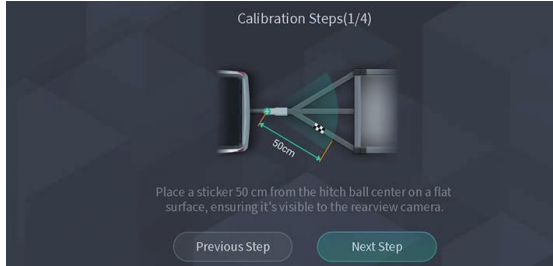 Calibration Steps(1/4)
50cm
Place a sticker 50 cm from the hitch ball center on a flat
surface, ensuring it's visible to the rearview camera.
Previous Step
Next Step